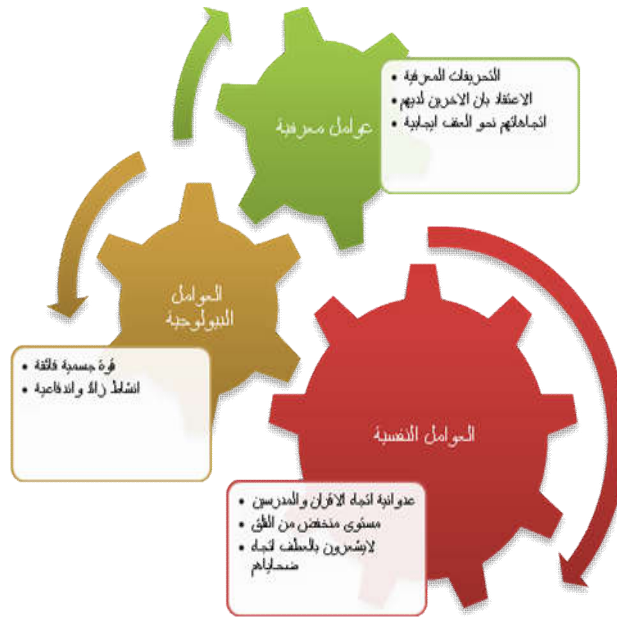 عوامل معرفية
• التحريفات المعرفية
• الاعتقاد بان الاخرين لديهم
• اتجاهاتهم نحو العنف ايجابية
العوامل
البيولوجية
• قوة جسمية فائقة
• انشاط زائد واندفاعية
العوامل النفسية
• عدوانية اتجاه الاقران والمدرسين
• مستوى منخفض من القلق
• لايشعرون بالعطف اتجاه
ضحاياهم